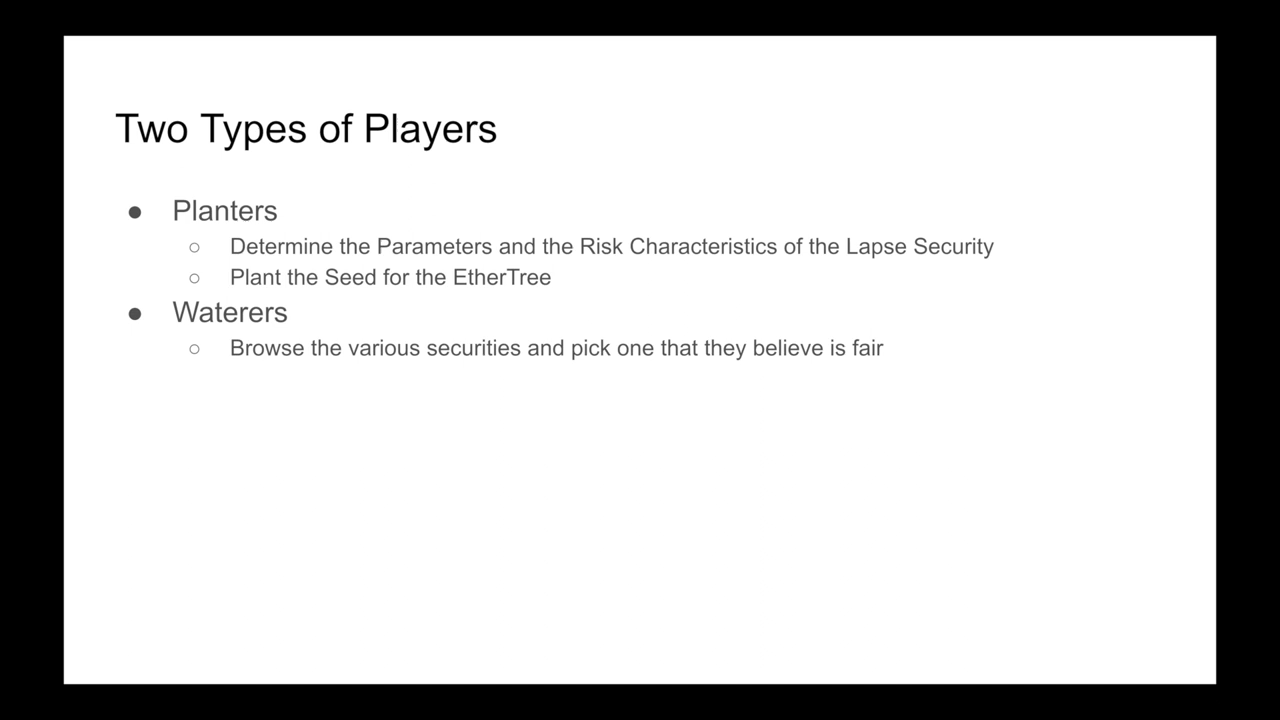 Two Types of Players
● Planters
○ Determine the Parameters and the Risk Characteristics of the Lapse Security
○ Plant the Seed for the EtherTree
● Waterers
○ Browse the various securities and pick one that they believe is fair